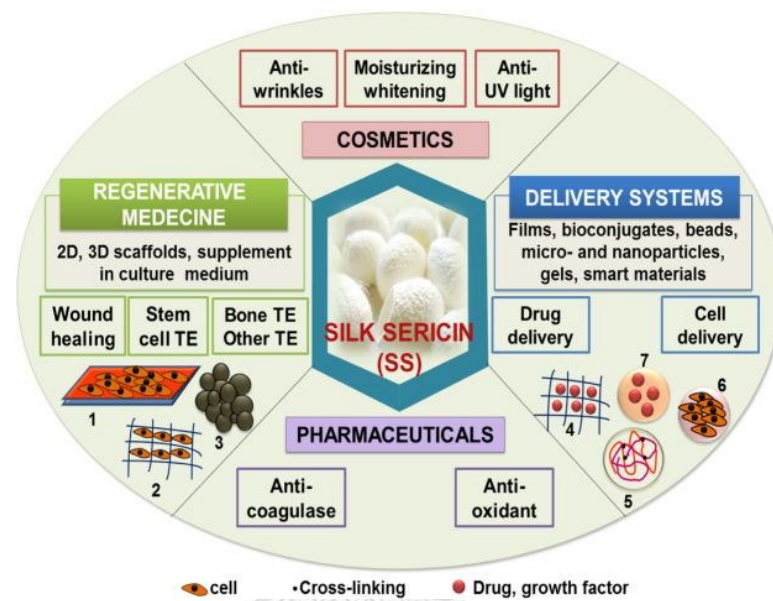 Anti-
wrinkles
Moisturizing
whitening
Anti-
UV light
COSMETICS
REGENERATIVE
MEDECINE
2D, 3D scaffolds, supplement
in culture medium
Wound
healing
Stem
cell TE
Bone TE
Other TE
1
2
3
SILK SERICIN
(SS)
DELIVERY SYSTEMS
Films, bioconjugates, beads,
micro- and nanoparticles,
gels, smart materials
Drug
delivery
Cell
delivery
4
7
6
5
PHARMACEUTICALS
Anti-
coagulase
Anti-
oxidant
cell
•Cross-linking
Drug, growth factor